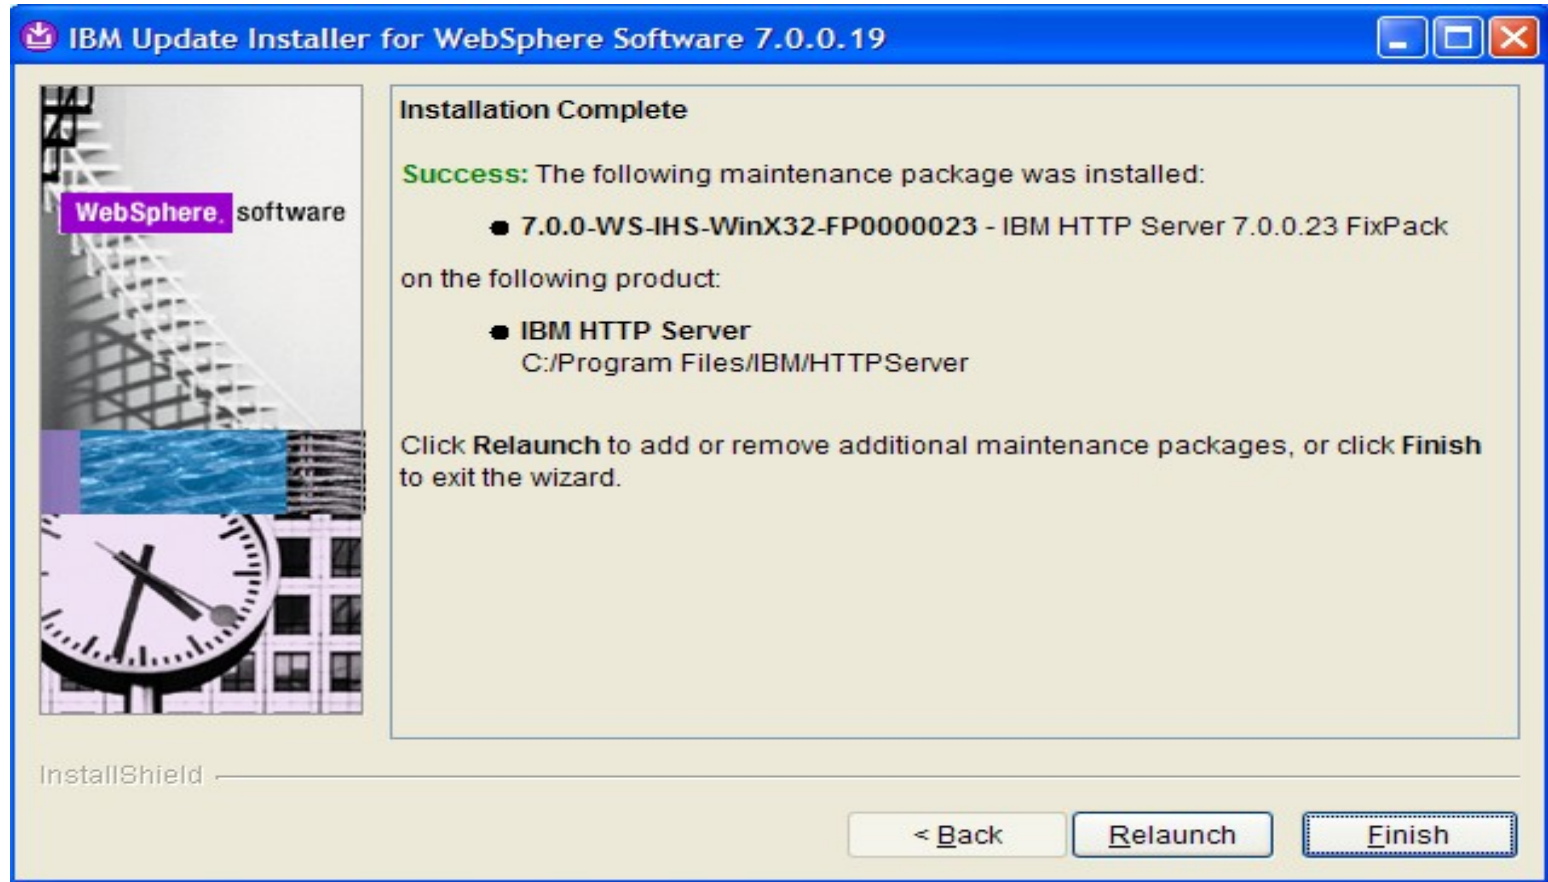 IBM Update Installer for WebSphere Software 7.0.0.19
Installation Complete
Success: The following maintenance package was installed:
7.0.0-WS-IHS-WinX32-FP0000023 - IBM HTTP Server 7.0.0.23 FixPack
on the following product:
IBM HTTP Server
C:/Program Files/IBM/HTTPServer
Click Relaunch to add or remove additional maintenance packages, or click Finish
to exit the wizard.
WebSphere. software
InstallShield
< Back Relaunch Finish